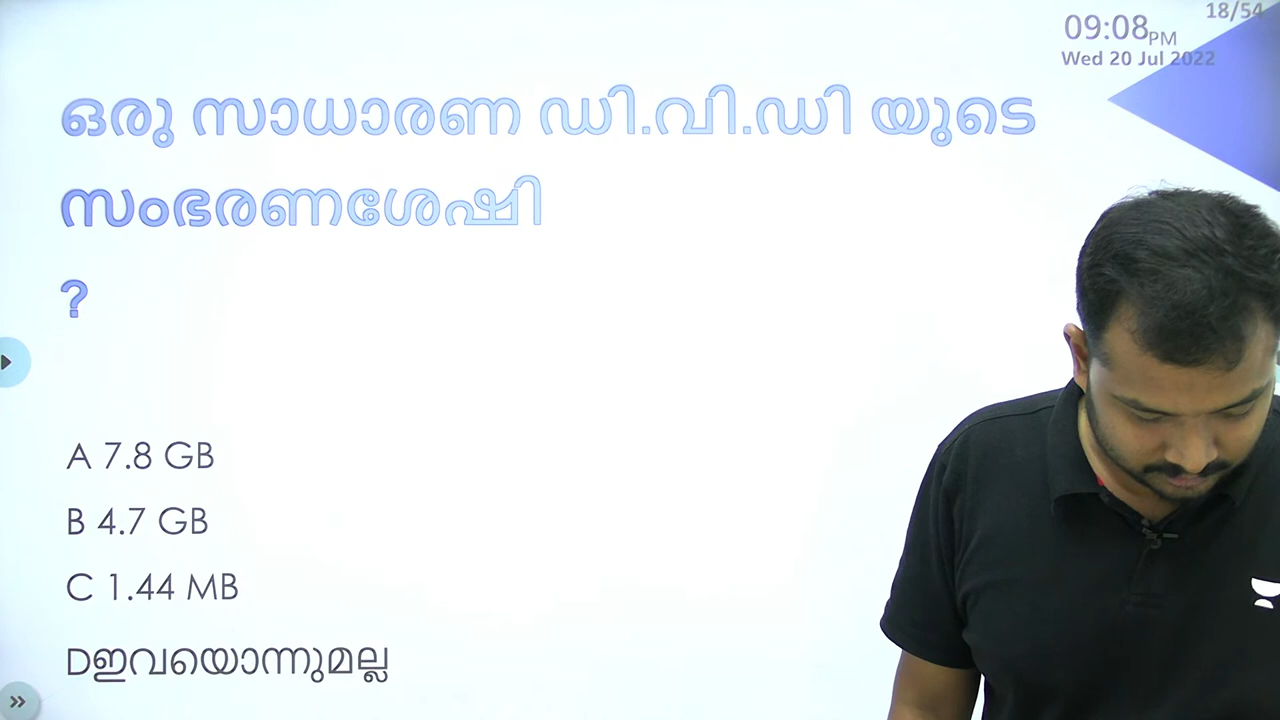 18/54
09:08PM
Wed 20 Jul 2022
ഒരു സാധാരണ ഡി.വി.ഡി യുടെ
സംഭരണശേഷി
?
A 7.8 GB
B 4.7 GB
C 1.44 MB
Dഇവയൊന്നുമല്ല